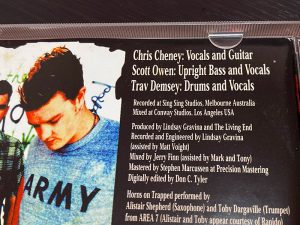 Chris Cheney: Vocals and Guitar
Scott Owen: Upright Bass and Vocals
Trav Demsey: Drums and Vocals
Recorded at Sing Sing Studios, Melbourne Australia
Mixed at Conway Studios, Los Angeles USA
Produced by Lindsay Gravina and The Living End
Recorded and Engineered by Lindsay Gravina
(assisted by Matt Voight)
Mixed by Jerry Finn (assisted by Mark and Tony)
Mastered by Stephen Marcussen at Precision Mastering
Digitally edited by Don C. Tyler
Horns on Trapped performed by
Alistair Shepherd (Saxophone) and Toby Dargaville (Trumpet)
from AREA 7 (Alistair and Toby appear courtesy of Rapido)
ARMY